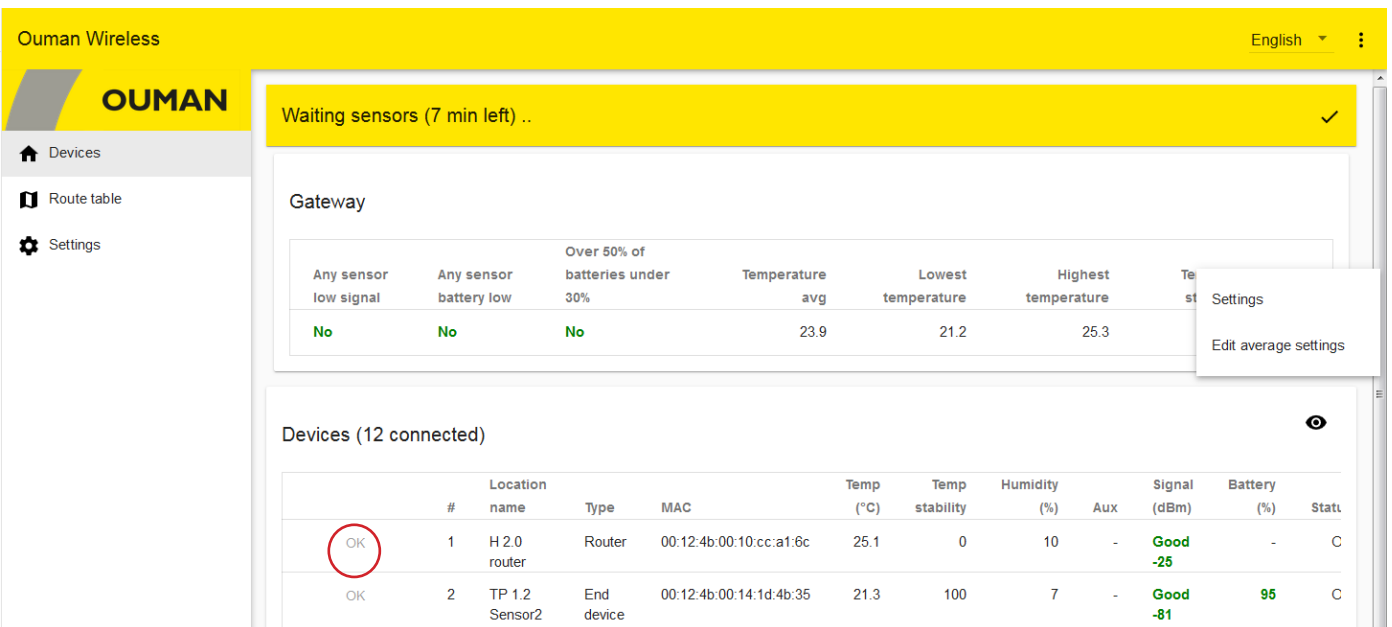 Ouman Wireless
English
OUMAN
Waiting sensors (7 min left) ..
Devices
Route table
Settings
Gateway
Any sensor low signal
Any sensor battery low
Over 50% of batteries under 30%
Temperature avg
Lowest temperature
Highest temperature
No No No 23.9 21.2 25.3
Settings
Edit average settings
Devices (12 connected)
# Location name Type MAC Temp (°C) Temp stability Humidity (%) Aux Signal (dBm) Battery (%)
OK 1 H 2.0 router Router 00:12:4b:00:10:cc:a1:6c 25.1 0 10 - Good -25 -
OK 2 TP 1.2 Sensor2 End device 00:12:4b:00:14:1d:4b:35 21.3 100 7 - Good -81 95